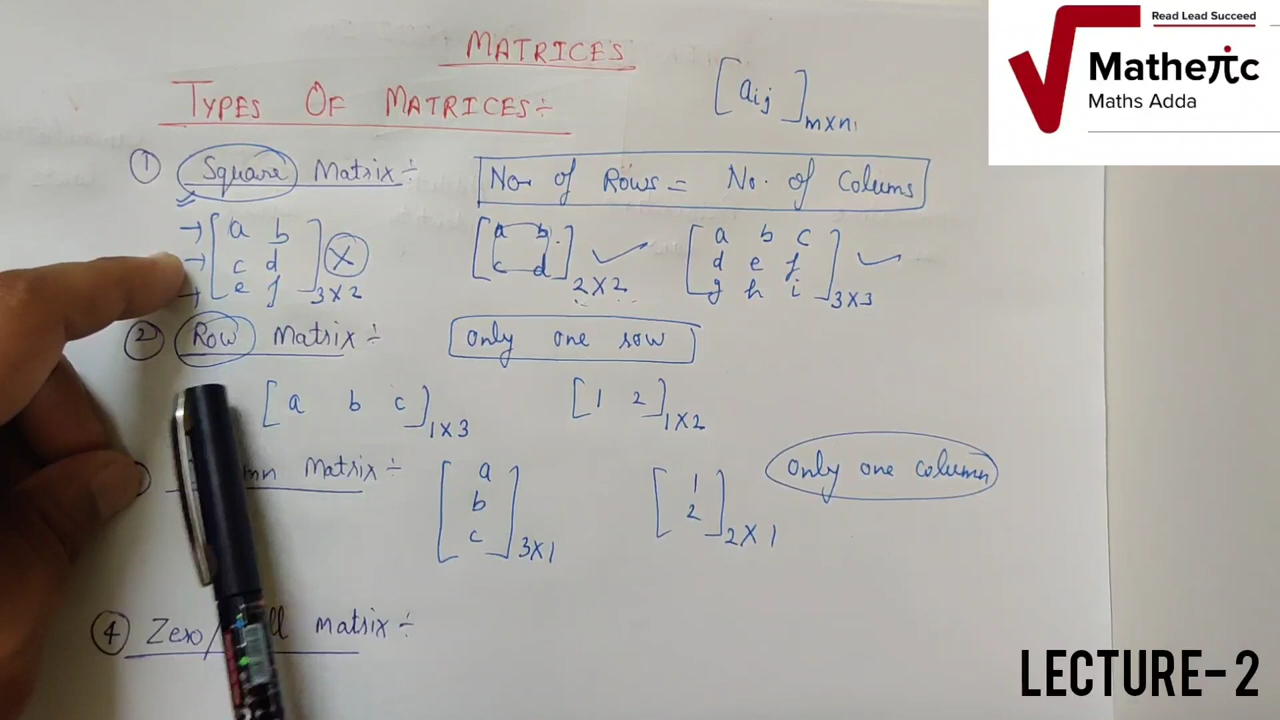 Read Lead Succeed
Matheπc
Maths Adda
MATRICES
TYPES OF MATRICES÷
[aij]m×n
① Square Matrix÷
No. of Rows = No. of Colums
[a b
c d
e f]3×2 ×
[a b
c d]2×2 ✓
[a b c
d e f
g h i]3×3 ✓
② Row Matrix÷
Only one row
[a b c]1×3
[1 2]1×2
Matrix÷
[a
b
c]3×1
[1
2]2×1
Only one column
④ Zero/ matrix÷
LECTURE- 2